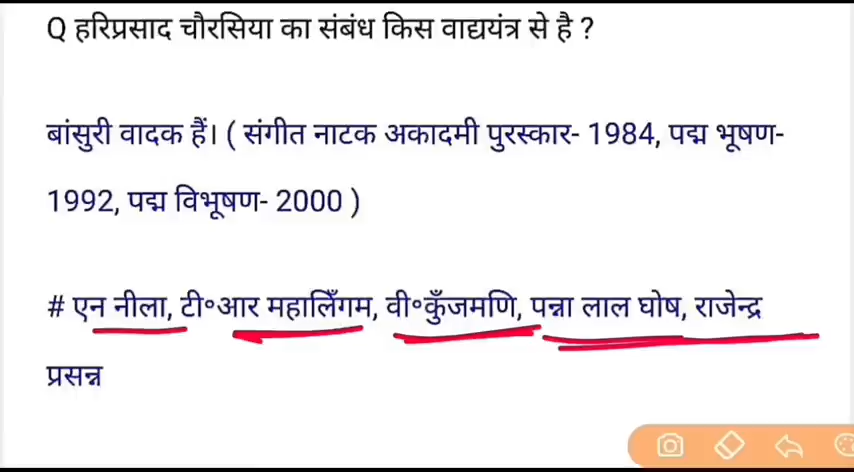 Q हरिप्रसाद चौरसिया का संबंध किस वाद्ययंत्र से है ?
बांसुरी वादक हैं। ( संगीत नाटक अकादमी पुरस्कार- 1984, पद्म भूषण-
1992, पद्म विभूषण- 2000 )
# एन नीला, टी॰आर महालिँगम, वी॰कुँजमणि, पन्ना लाल घोष, राजेन्द्र
प्रसन्न